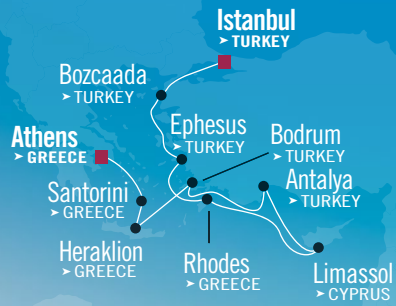 Istanbul
➤ TURKEY
Bozcaada
➤ TURKEY
Ephesus
➤ TURKEY
Bodrum
➤ TURKEY
Athens
➤ GREECE
Antalya
➤ TURKEY
Santorini
➤ GREECE
Heraklion
➤ GREECE
Rhodes
➤ GREECE
Limassol
➤ CYPRUS